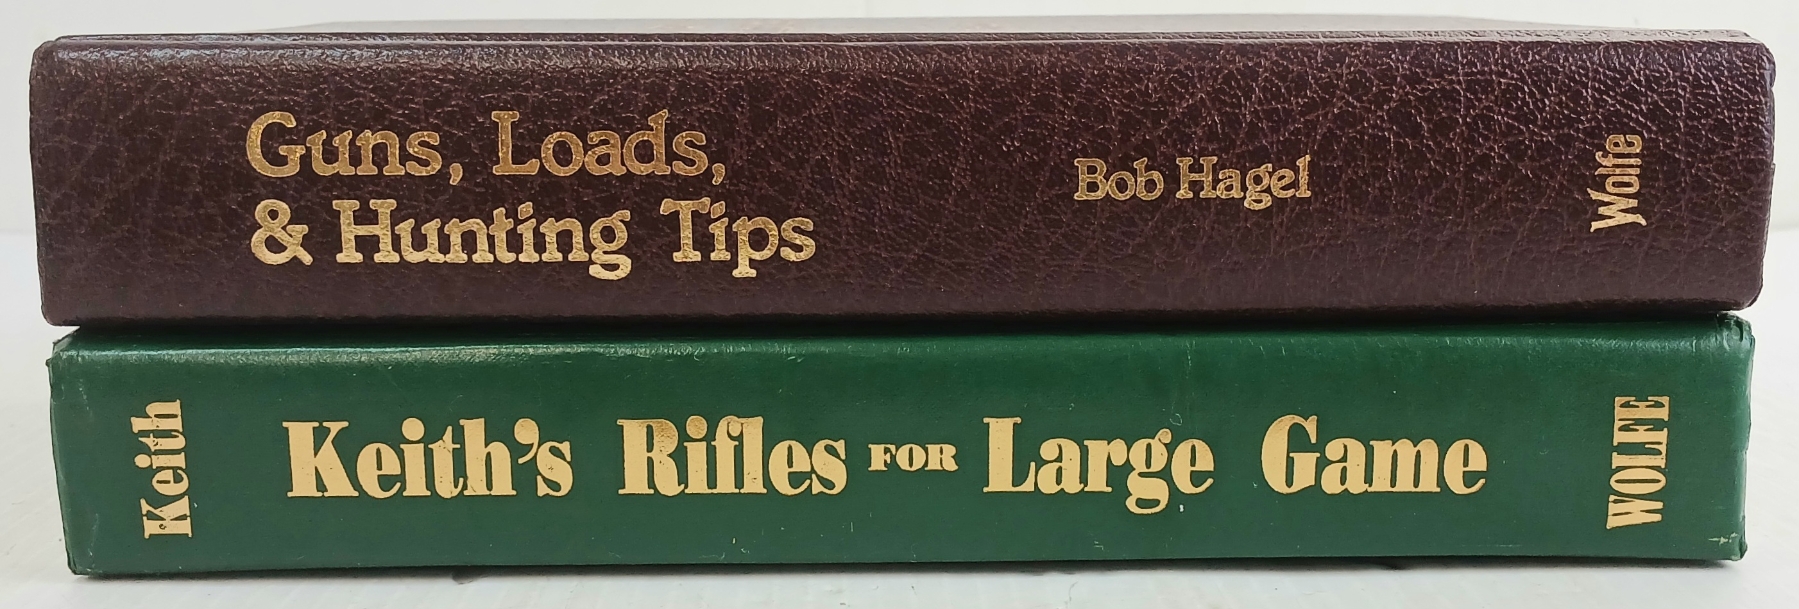 Guns, Loads,
& Hunting Tips
Bob Hagel
Wolfe
Keith
Keith's Rifles FOR Large Game
WOLFE